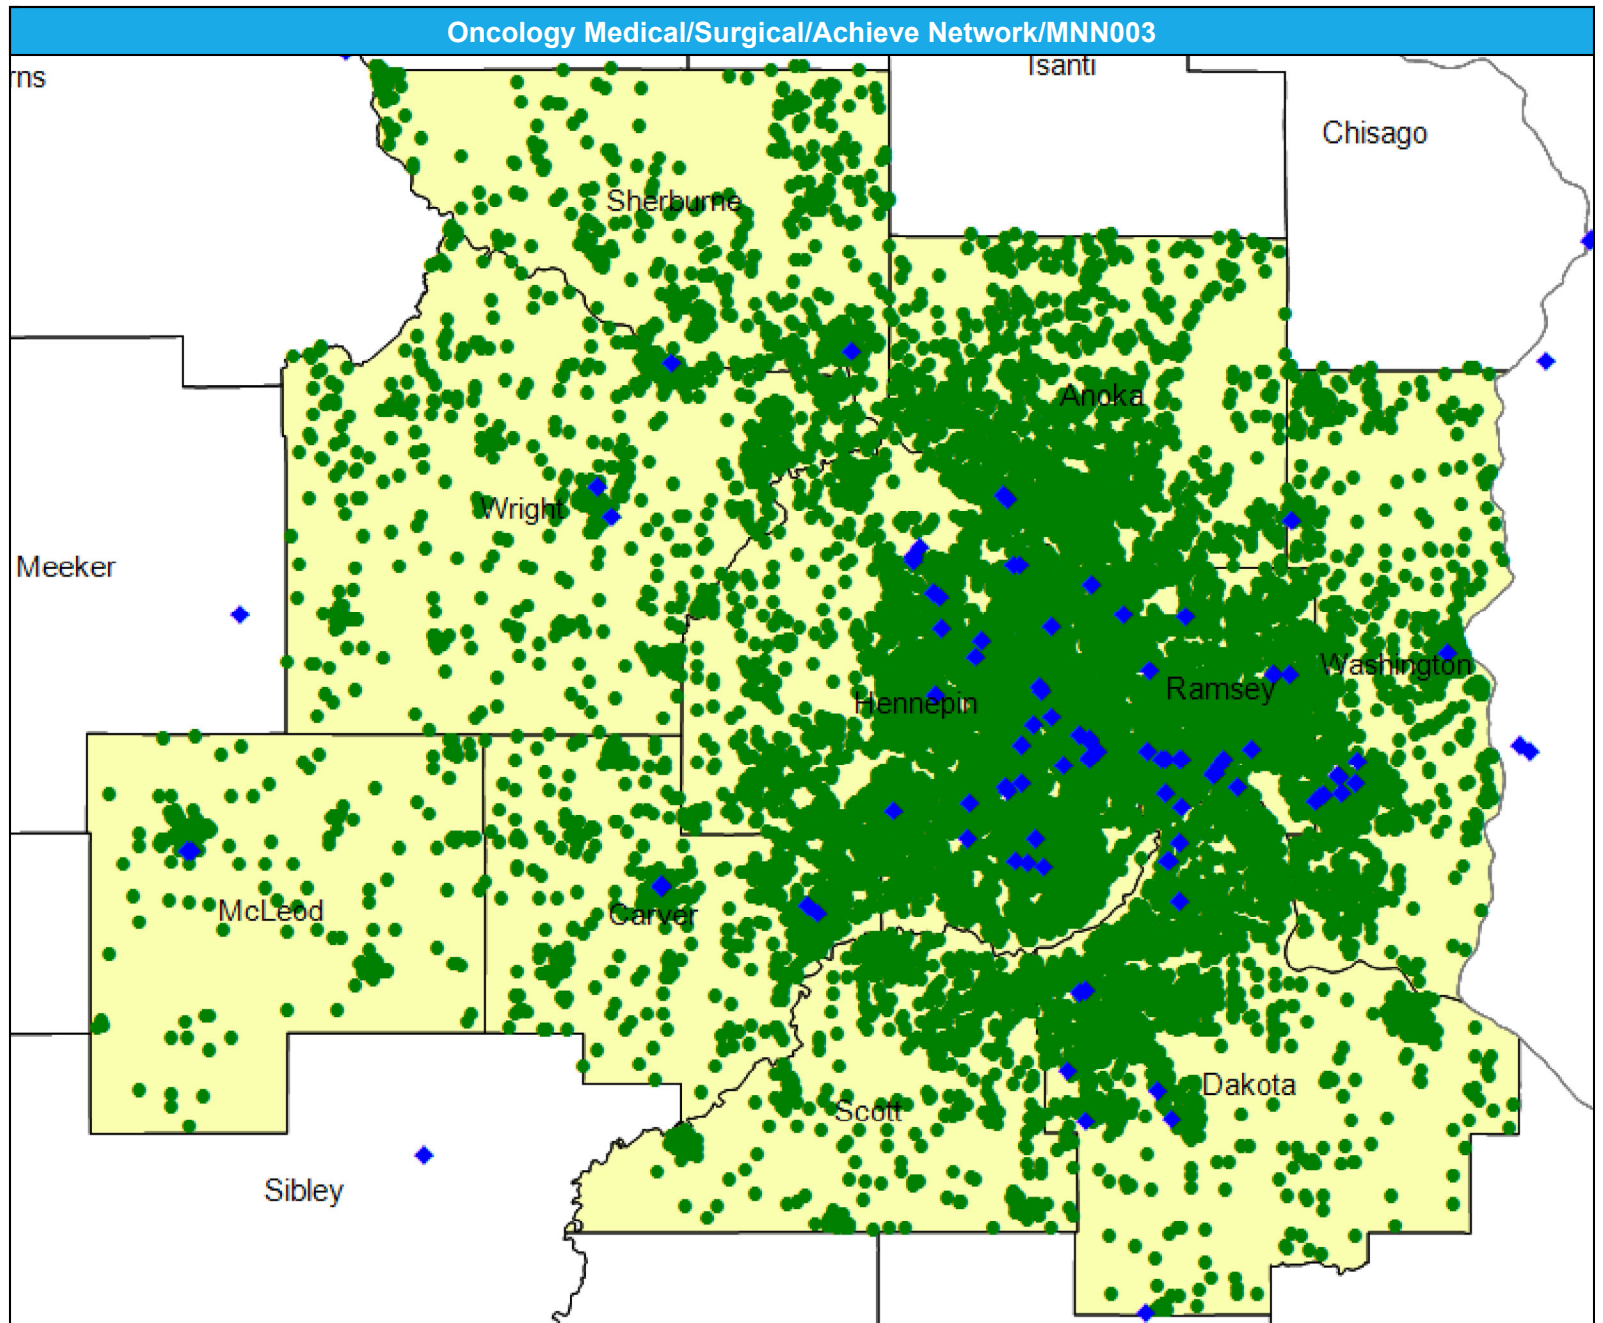 Oncology Medical/Surgical/Achieve Network/MNN003
Isanti
rns
Chisago
Sherburne
Anoka
Wright
Meeker
Washington
Ramsey
Hennepin
McLeod
Carver
Dakota
Scott
Sibley